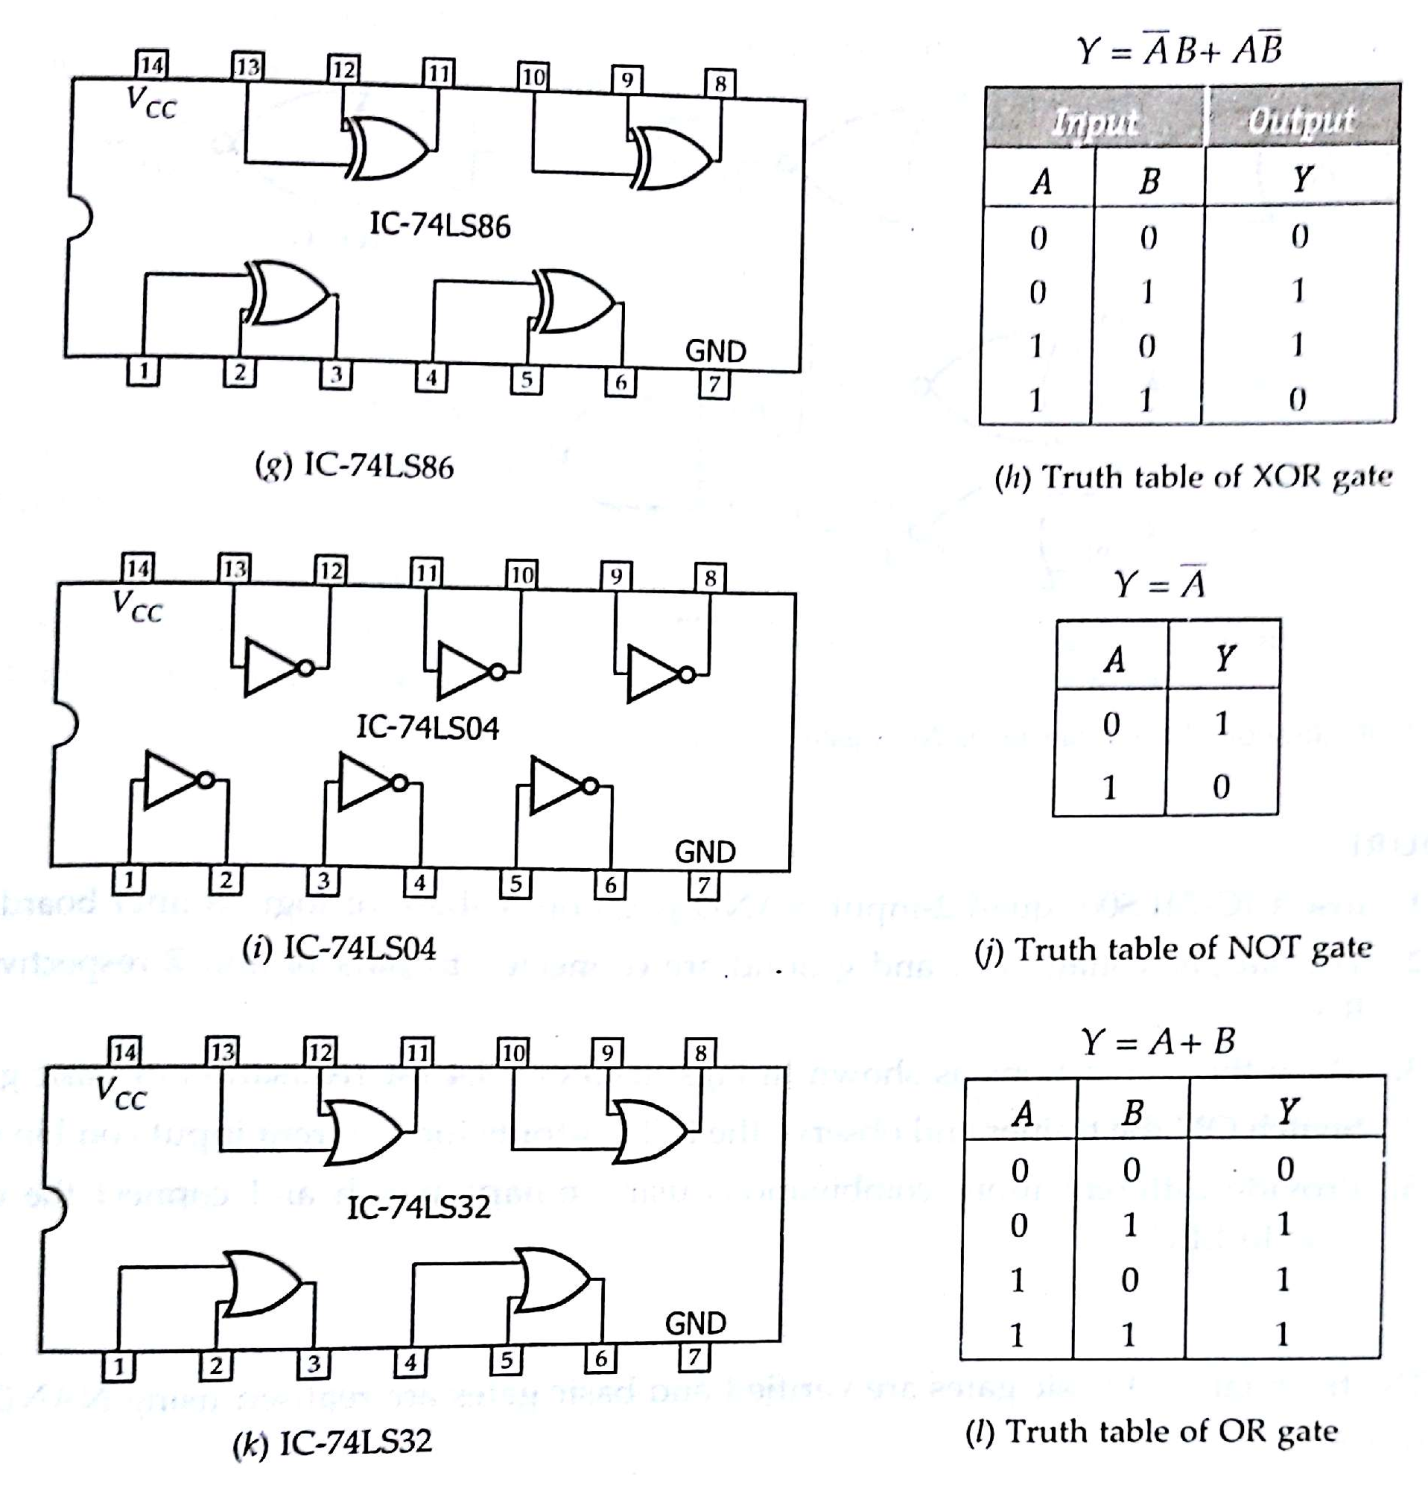 14 13 12 11 10 9 8
V_CC
IC-74LS86
GND
1 2 3 4 5 6 7
(g) IC-74LS86
Y = A̅ B + A B̅
Input Output
A B Y
0 0 0
0 1 1
1 0 1
1 1 0
(h) Truth table of XOR gate
14 13 12 11 10 9 8
V_CC
IC-74LS04
GND
1 2 3 4 5 6 7
(i) IC-74LS04
Y = A̅
A Y
0 1
1 0
(j) Truth table of NOT gate
14 13 12 11 10 9 8
V_CC
IC-74LS32
GND
1 2 3 4 5 6 7
(k) IC-74LS32
Y = A + B
A B Y
0 0 0
0 1 1
1 0 1
1 1 1
(l) Truth table of OR gate